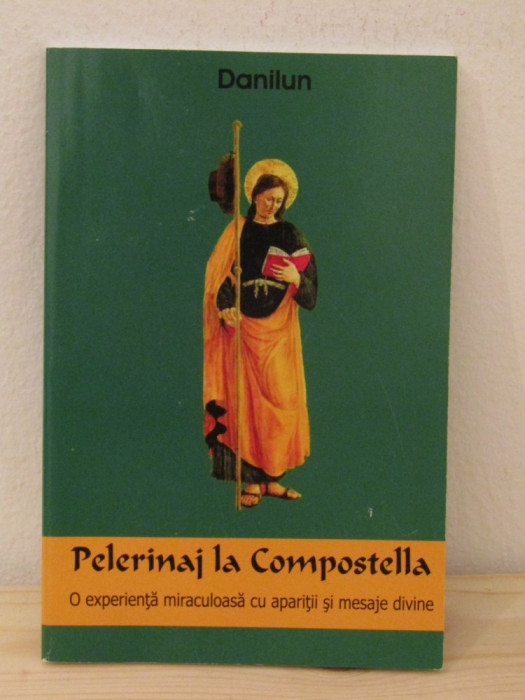 Danilun
Pelerinaj la Compostella
O experiență miraculoasă cu apariții și mesaje divine